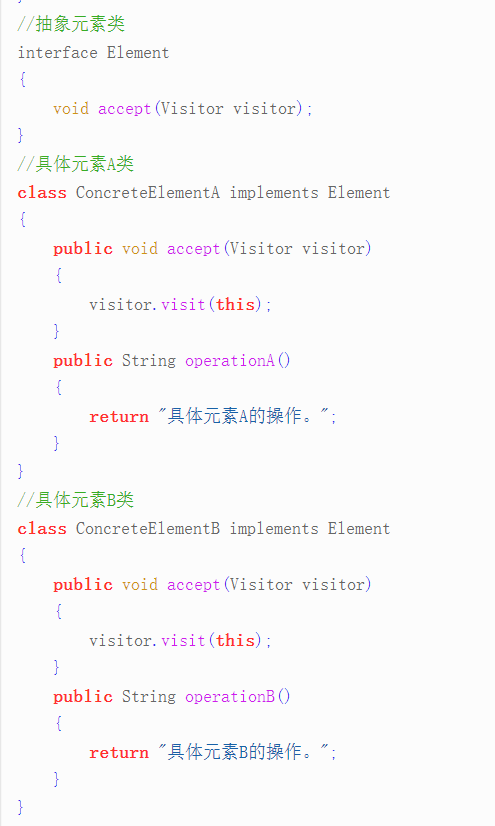 }
//抽象元素类
interface Element
{
    void accept(Visitor visitor);
}
//具体元素A类
class ConcreteElementA implements Element
{
    public void accept(Visitor visitor)
    {
        visitor.visit(this);
    }
    public String operationA()
    {
        return "具体元素A的操作。";
    }
}
//具体元素B类
class ConcreteElementB implements Element
{
    public void accept(Visitor visitor)
    {
        visitor.visit(this);
    }
    public String operationB()
    {
        return "具体元素B的操作。";
    }
}